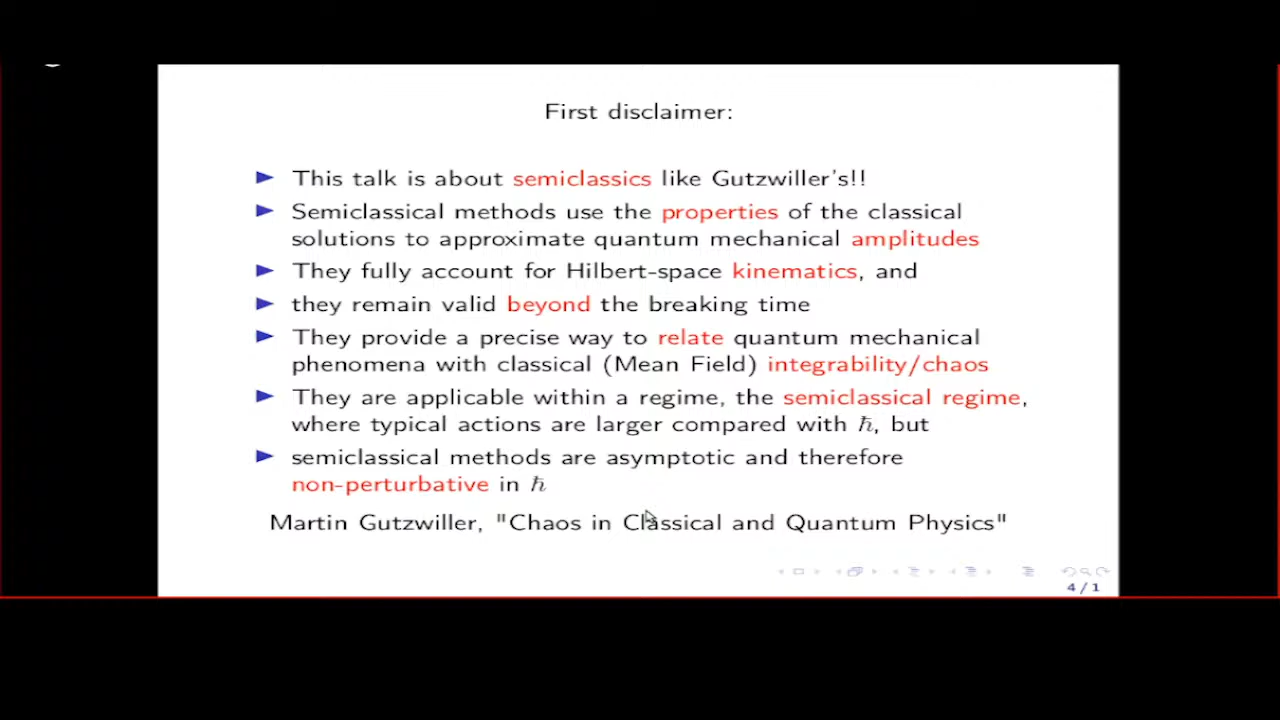 First disclaimer:
► This talk is about semiclassics like Gutzwiller's!!
► Semiclassical methods use the properties of the classical
solutions to approximate quantum mechanical amplitudes
► They fully account for Hilbert-space kinematics, and
► they remain valid beyond the breaking time
► They provide a precise way to relate quantum mechanical
phenomena with classical (Mean Field) integrability/chaos
► They are applicable within a regime, the semiclassical regime,
where typical actions are larger compared with ℏ, but
► semiclassical methods are asymptotic and therefore
non-perturbative in ℏ
Martin Gutzwiller, "Chaos in Classical and Quantum Physics"
4 / 1